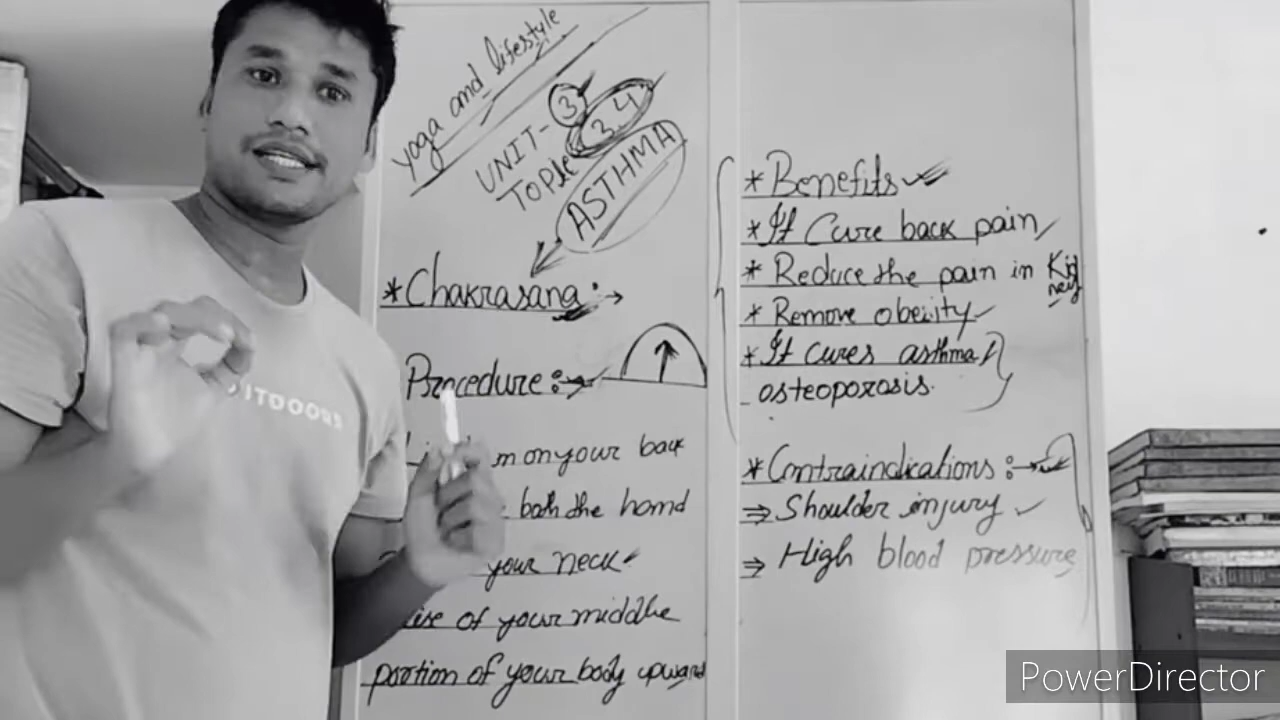 yoga and lifestyle
UNIT-3
TOPIC 3.4
ASTHMA
*Chakrasana:→
Procedure:→
on your back
both the hand
your neck
of your middle
portion of your body upward
*Benefits
*It Cure back pain
*Reduce the pain in Kidney
*Remove obesity
*It cures asthma
osteoporosis.
*Contraindications:→
⇒ Shoulder injury
⇒ High blood pressure
PowerDirector